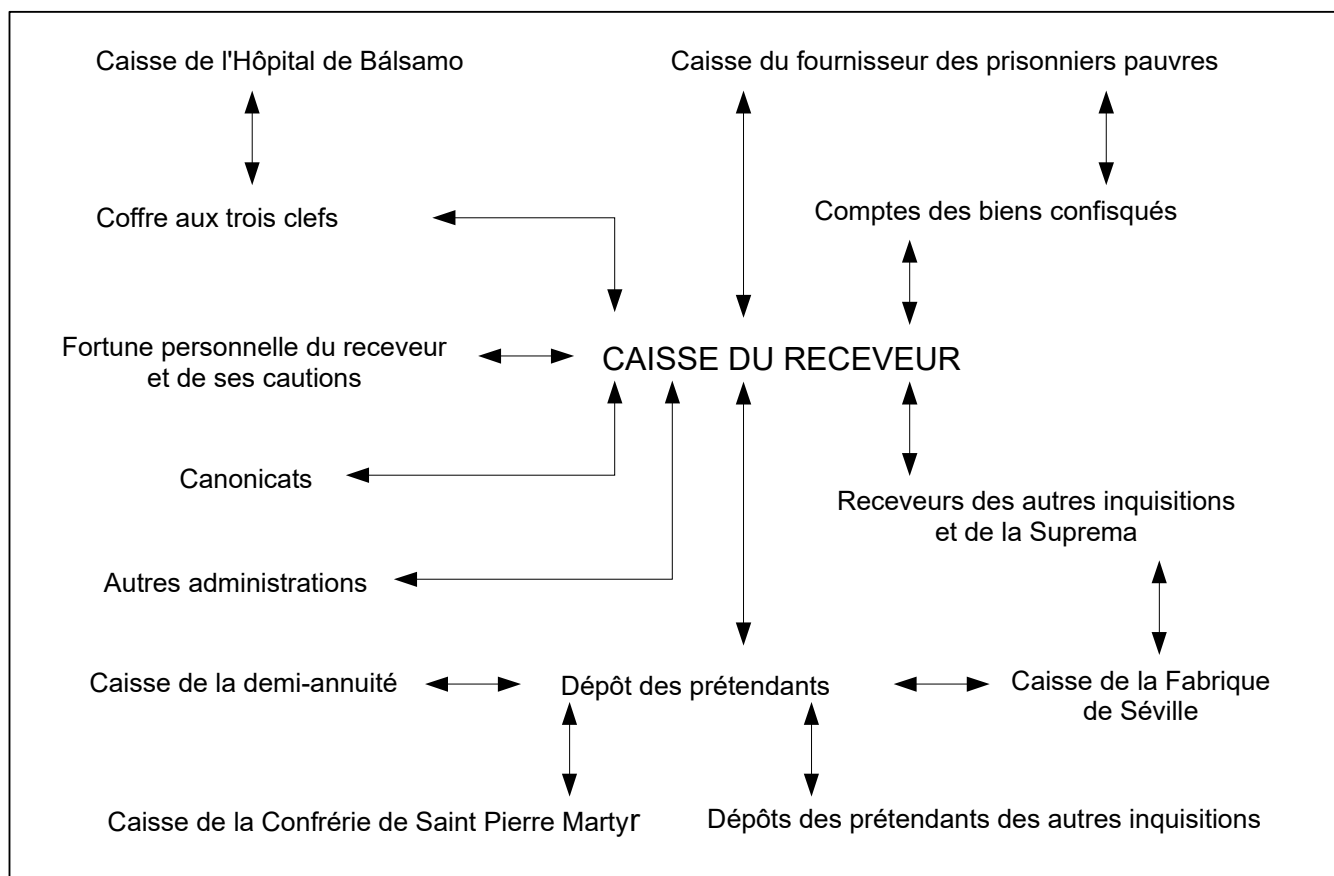 Caisse de l'Hôpital de Bálsamo
Caisse du fournisseur des prisonniers pauvres
Coffre aux trois clefs
Comptes des biens confisqués
Fortune personnelle du receveur
et de ses cautions
CAISSE DU RECEVEUR
Canonicats
Receveurs des autres inquisitions
et de la Suprema
Autres administrations
Caisse de la demi-annuité
Dépôt des prétendants
Caisse de la Fabrique
de Séville
Caisse de la Confrérie de Saint Pierre Martyr
Dépôts des prétendants des autres inquisitions